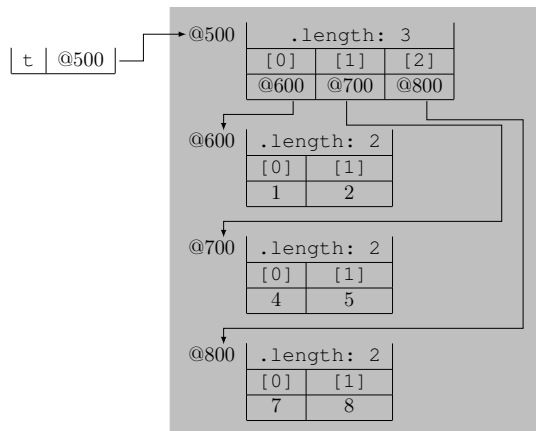 @500 .length: 3
t @500
[0] [1] [2]
@600 @700 @800
@600 .length: 2
[0] [1]
1 2
@700 .length: 2
[0] [1]
4 5
@800 .length: 2
[0] [1]
7 8